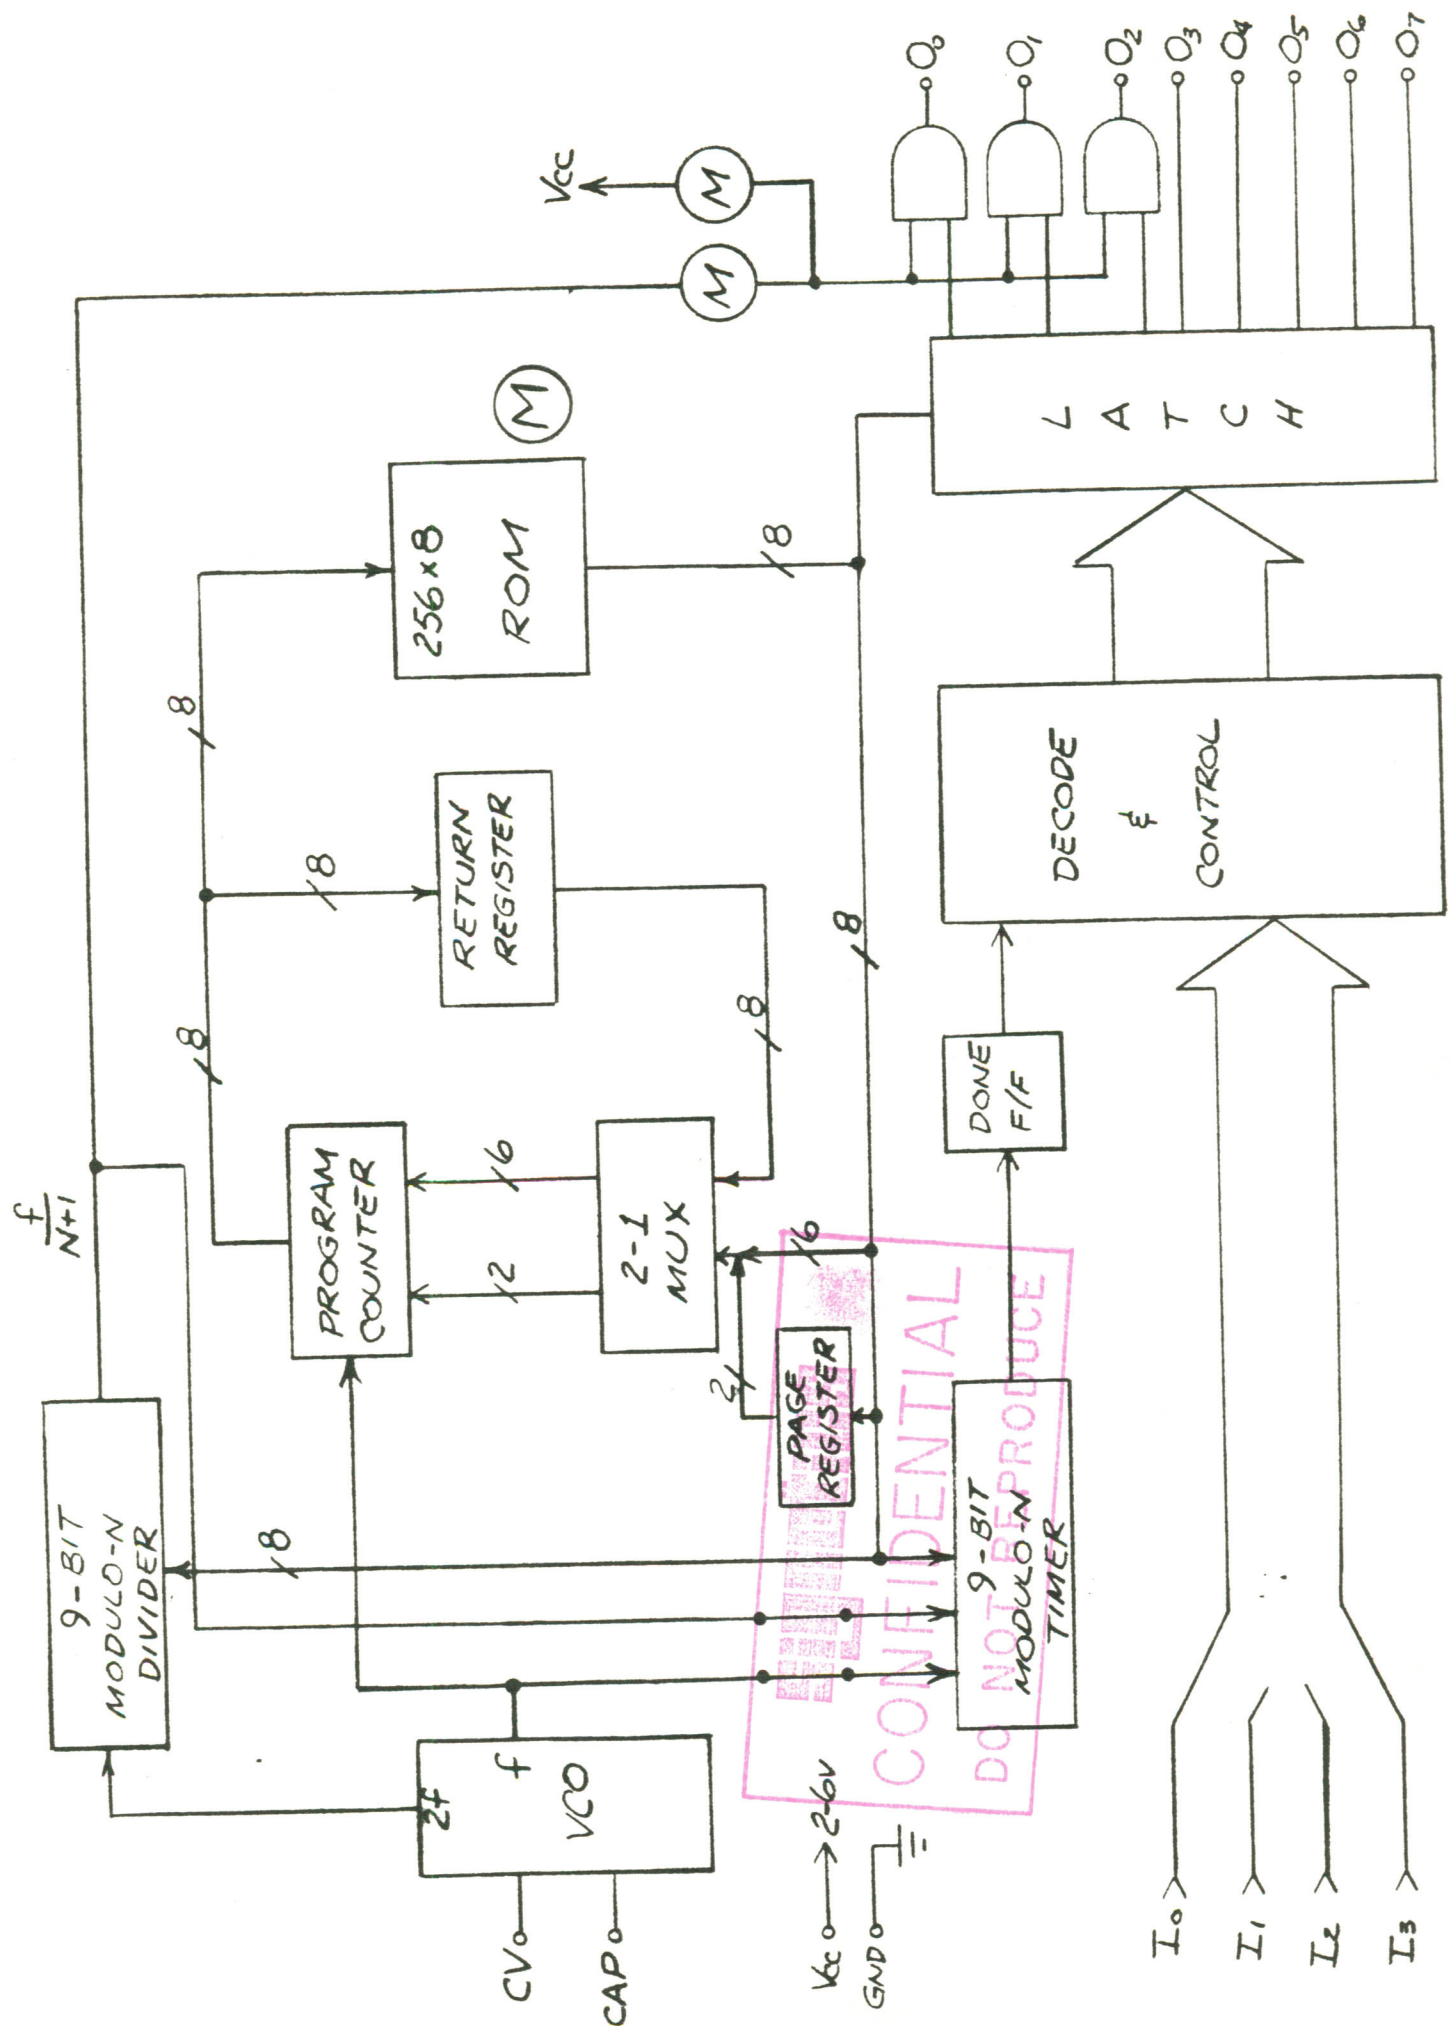 f
N+1
9-BIT
MODULO-N
DIVIDER
8
2f
f
VCO
CV
CAP
PROGRAM
COUNTER
8
2
6
2-1
MUX
2
6
PAGE
REGISTER
8
RETURN
REGISTER
8
8
8
256 x 8
ROM
M
8
Vcc
M
M
Vcc
2-6V
GND
CONFIDENTIAL
DO NOT REPRODUCE
9-BIT
MODULO-N
TIMER
DONE
F/F
DECODE
&
CONTROL
LATCH
I0
I1
I2
I3
O0
O1
O2
O3
O4
O5
O6
O7